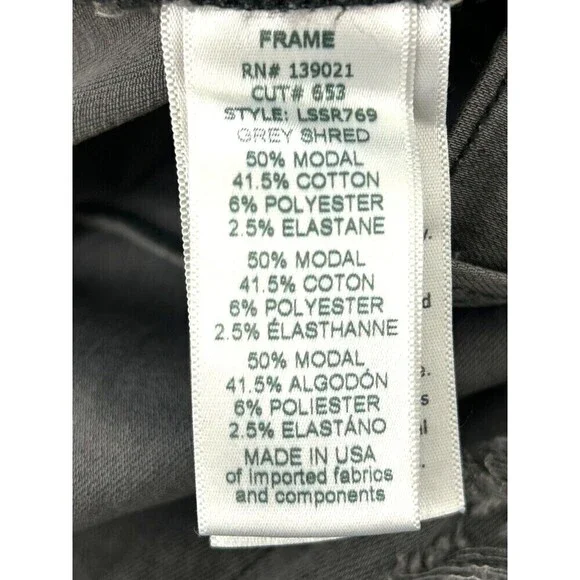 FRAME
RN# 139021
CUT# 653
STYLE: LSSR769
GREY SHRED
50% MODAL
41.5% COTTON
6% POLYESTER
2.5% ELASTANE
50% MODAL
41.5% COTON
6% POLYESTER
2.5% ÉLASTHANNE
50% MODAL
41.5% ALGODÓN
6% POLIESTER
2.5% ELASTÁNO
MADE IN USA
of imported fabrics
and components